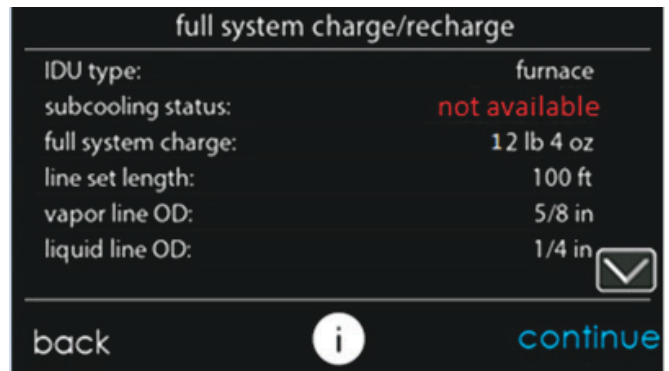 full system charge/recharge
IDU type: furnace
subcooling status: not available
full system charge: 12 lb 4 oz
line set length: 100 ft
vapor line OD: 5/8 in
liquid line OD: 1/4 in
back i continue